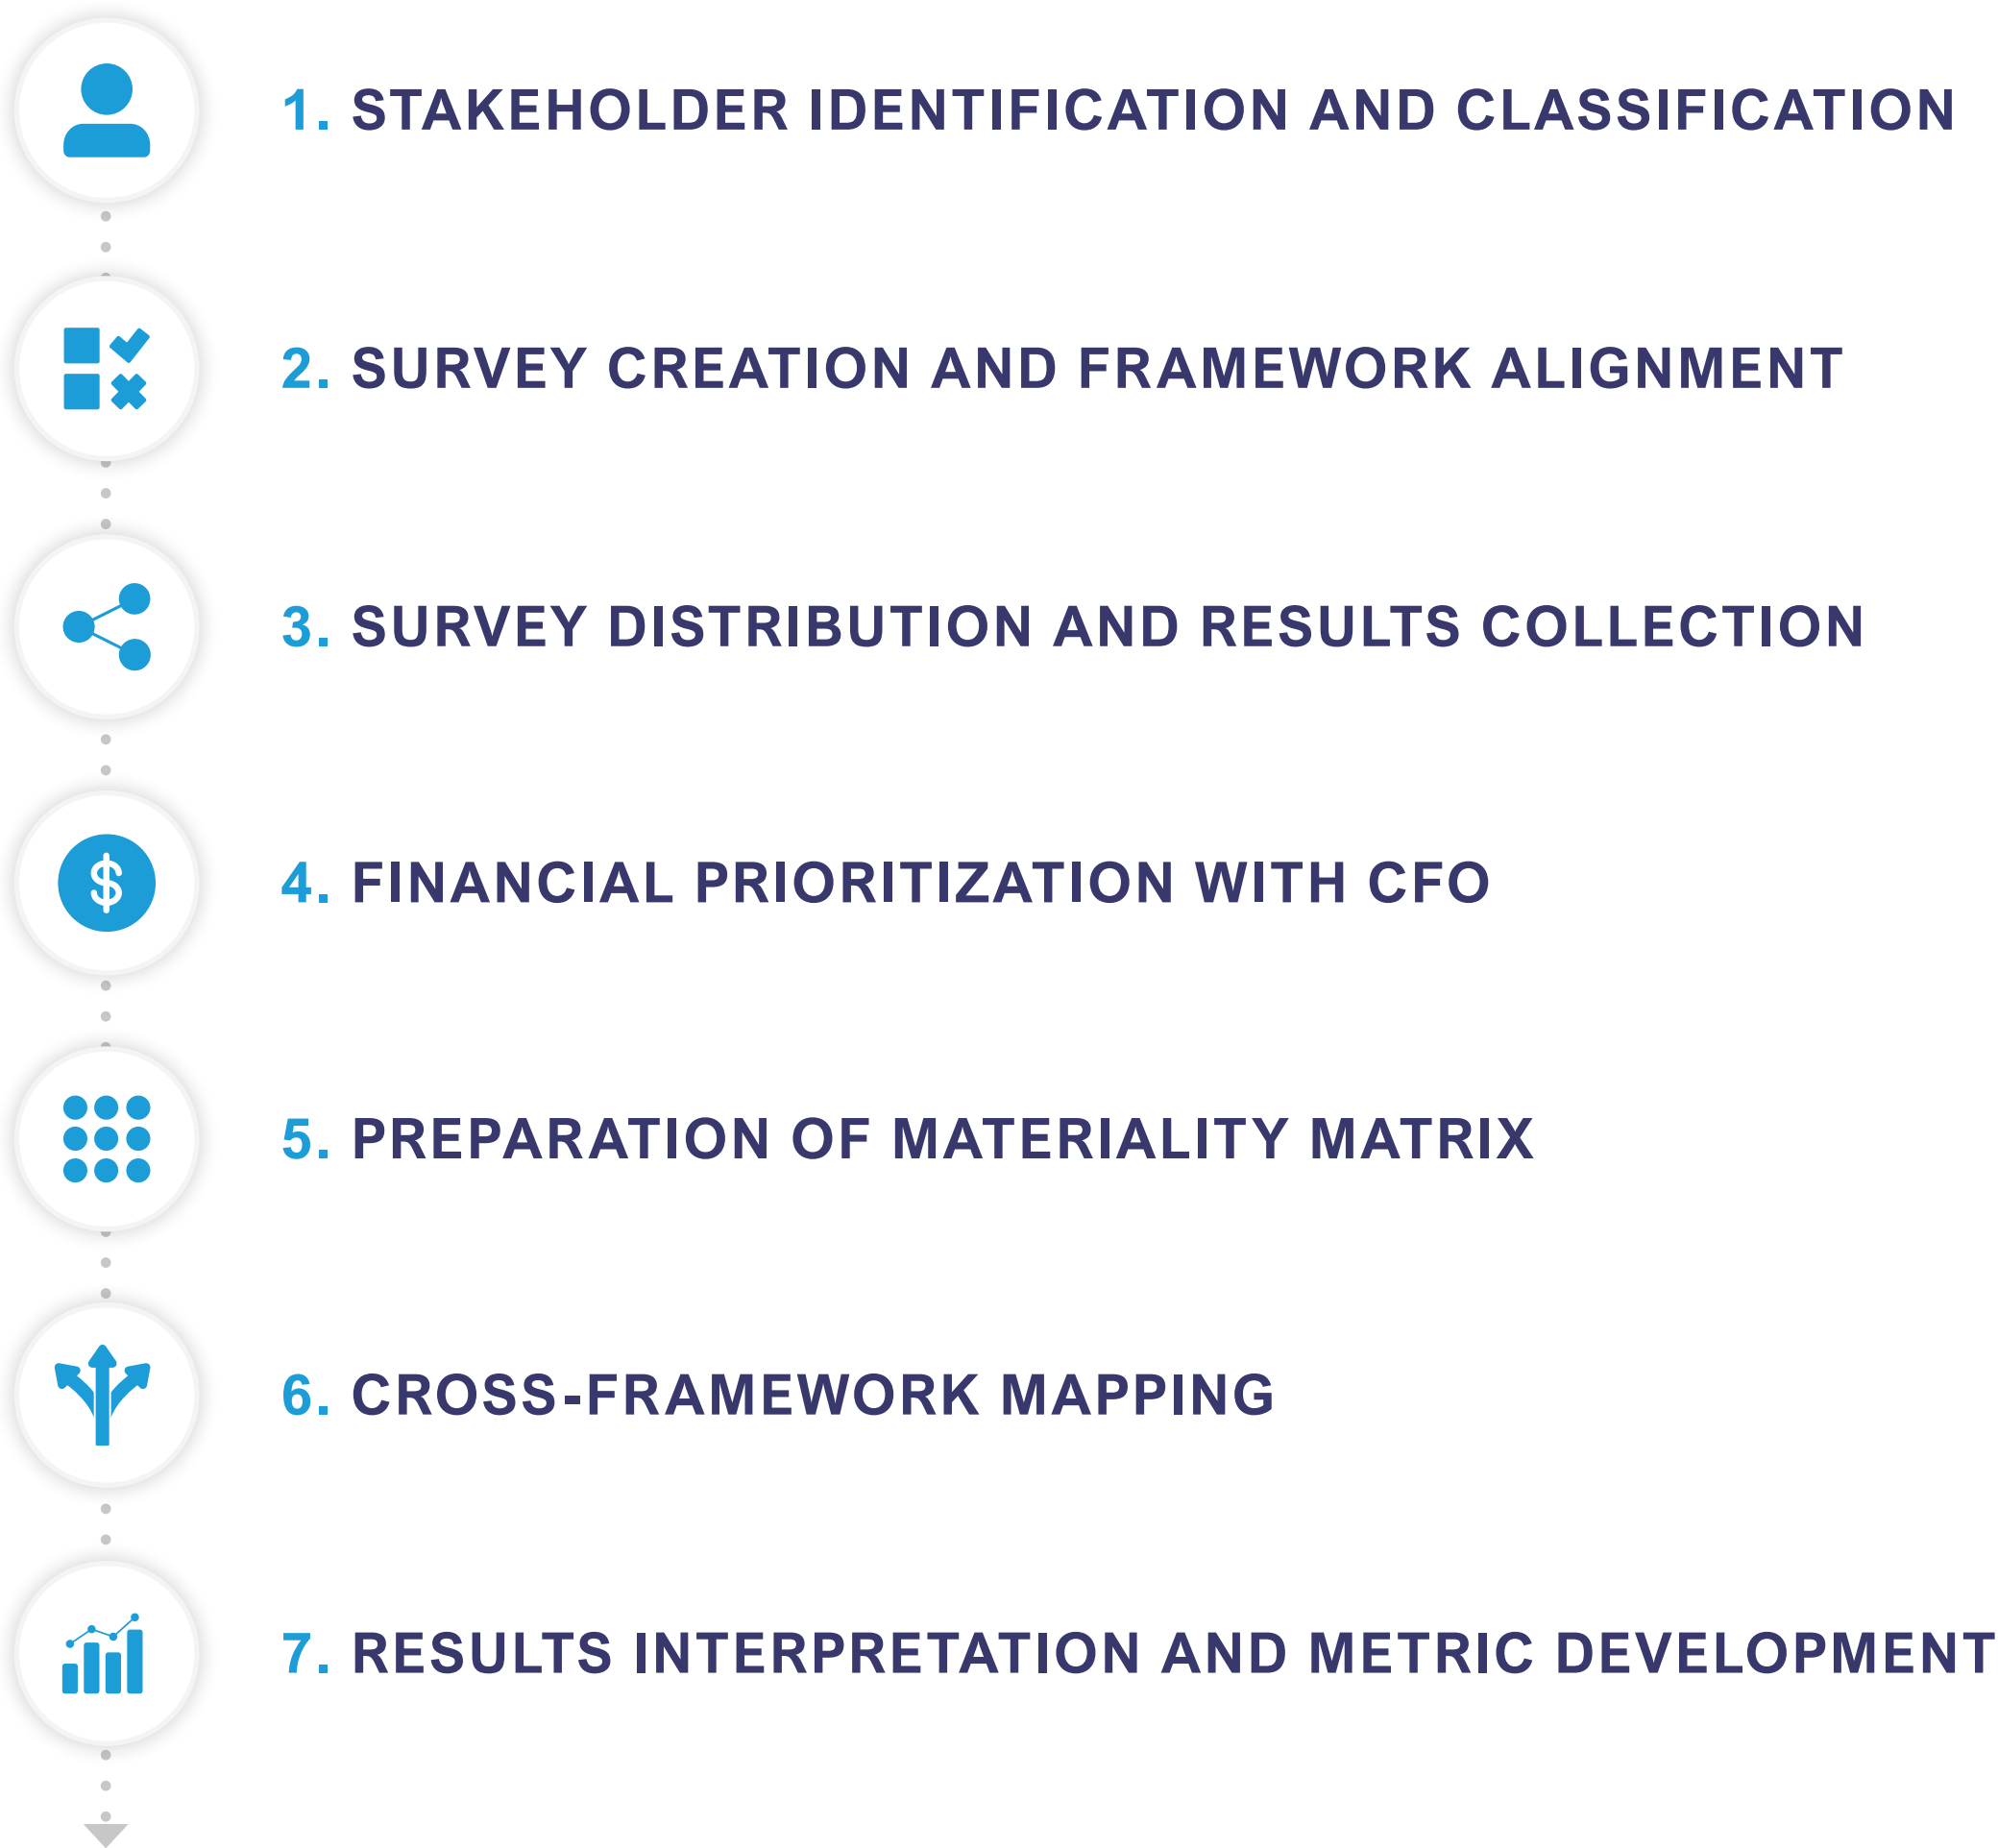 1. STAKEHOLDER IDENTIFICATION AND CLASSIFICATION
2. SURVEY CREATION AND FRAMEWORK ALIGNMENT
3. SURVEY DISTRIBUTION AND RESULTS COLLECTION
$
4. FINANCIAL PRIORITIZATION WITH CFO
5. PREPARATION OF MATERIALITY MATRIX
6. CROSS-FRAMEWORK MAPPING
7. RESULTS INTERPRETATION AND METRIC DEVELOPMENT